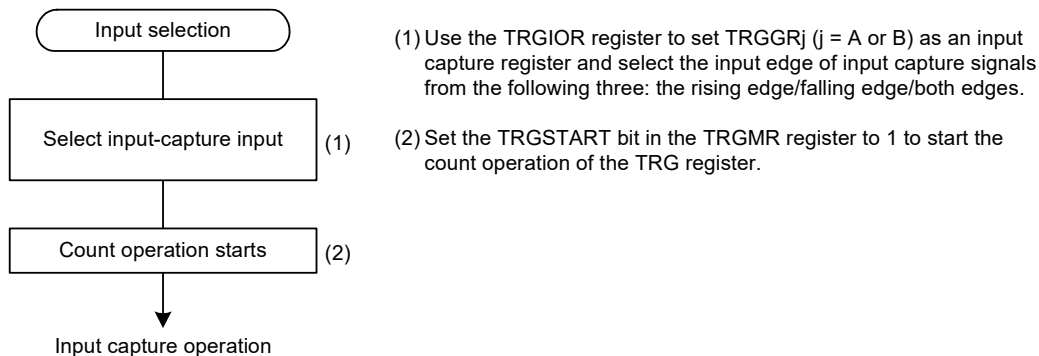 Input selection
Select input-capture input
(1)
Count operation starts
(2)
Input capture operation
(1) Use the TRGIOR register to set TRGGRj (j = A or B) as an input
capture register and select the input edge of input capture signals
from the following three: the rising edge/falling edge/both edges.
(2) Set the TRGSTART bit in the TRGMR register to 1 to start the
count operation of the TRG register.